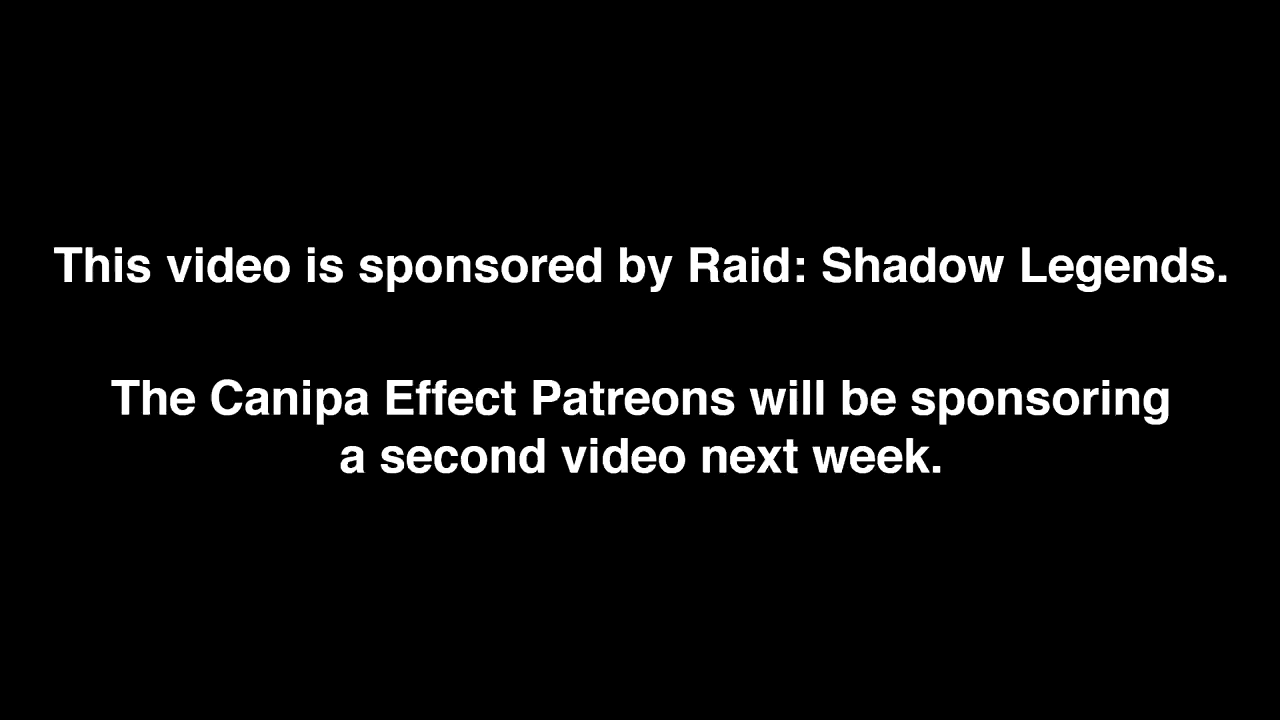 This video is sponsored by Raid: Shadow Legends.
The Canipa Effect Patreons will be sponsoring
a second video next week.